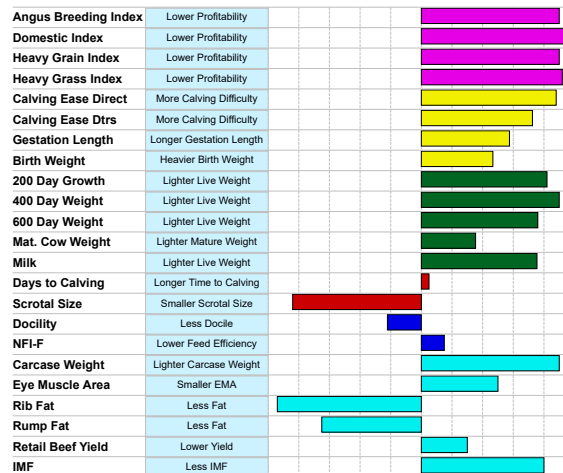 Angus Breeding Index Lower Profitability
Domestic Index Lower Profitability
Heavy Grain Index Lower Profitability
Heavy Grass Index Lower Profitability
Calving Ease Direct More Calving Difficulty
Calving Ease Dtrs More Calving Difficulty
Gestation Length Longer Gestation Length
Birth Weight Heavier Birth Weight
200 Day Growth Lighter Live Weight
400 Day Weight Lighter Live Weight
600 Day Weight Lighter Live Weight
Mat. Cow Weight Lighter Mature Weight
Milk Lighter Live Weight
Days to Calving Longer Time to Calving
Scrotal Size Smaller Scrotal Size
Docility Less Docile
NFI-F Lower Feed Efficiency
Carcase Weight Lighter Carcase Weight
Eye Muscle Area Smaller EMA
Rib Fat Less Fat
Rump Fat Less Fat
Retail Beef Yield Lower Yield
IMF Less IMF